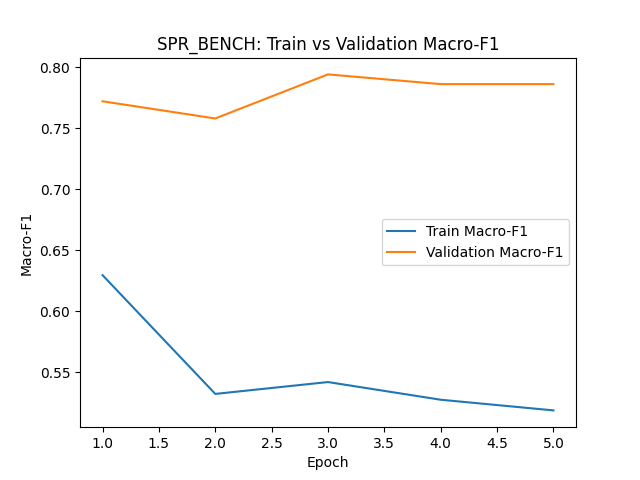 SPR_BENCH: Train vs Validation Macro-F1
Macro-F1
0.80
0.75
0.70
0.65
0.60
0.55
Train Macro-F1
Validation Macro-F1
1.0 1.5 2.0 2.5 3.0 3.5 4.0 4.5 5.0
Epoch